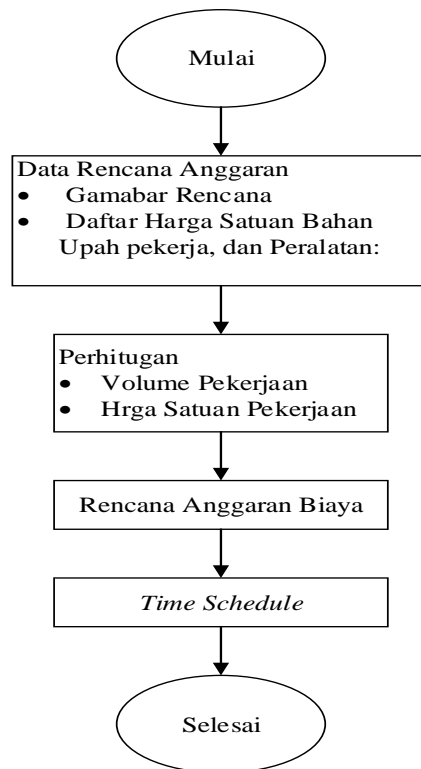 Mulai
Data Rencana Anggaran
• Gamabar Rencana
• Daftar Harga Satuan Bahan
Upah pekerja, dan Peralatan:
Perhitugan
• Volume Pekerjaan
• Hrga Satuan Pekerjaan
Rencana Anggaran Biaya
Time Schedule
Selesai